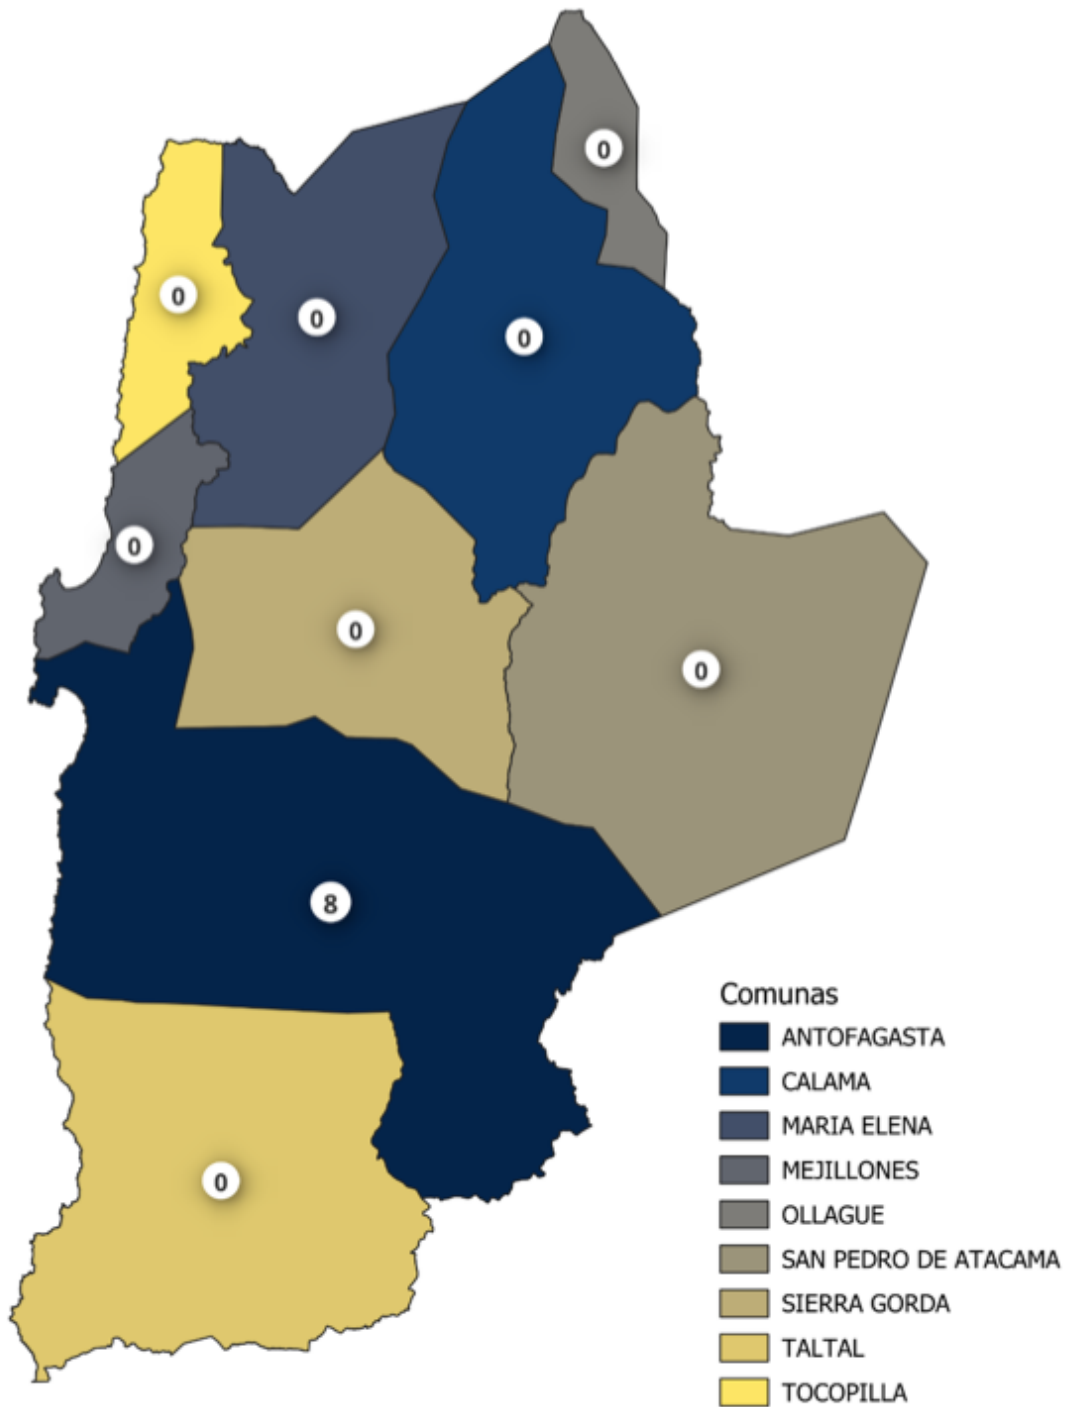 0
0
0
0
0
0
0
8
0
Comunas
ANTOFAGASTA
CALAMA
MARIA ELENA
MEJILLONES
OLLAGUE
SAN PEDRO DE ATACAMA
SIERRA GORDA
TALTAL
TOCOPILLA